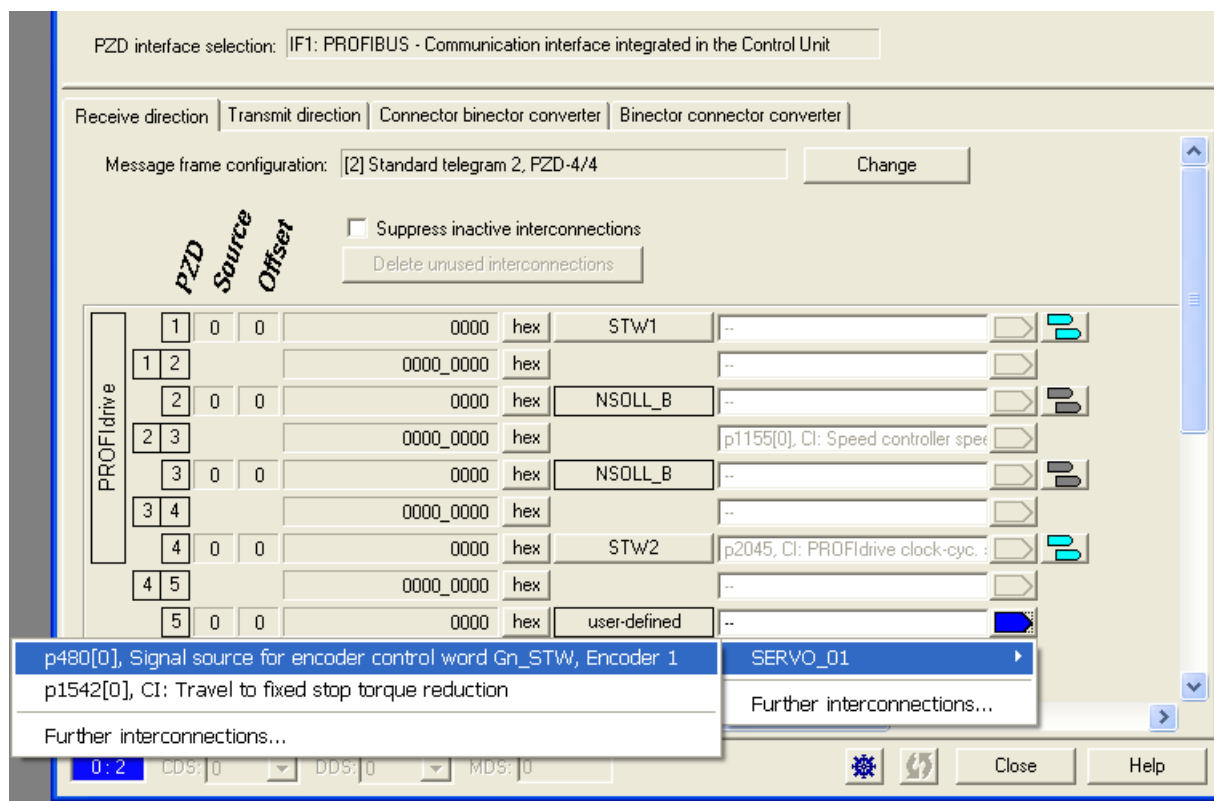 PZD interface selection: IF1: PROFIBUS - Communication interface integrated in the Control Unit
Receive direction Transmit direction Connector binector converter Binector connector converter
Message frame configuration: [2] Standard telegram 2, PZD-4/4 Change
PZD Source Offset
Suppress inactive interconnections
Delete unused interconnections
PROFIdrive
1 0 0 0000 hex STW1 --
1 2 0000_0000 hex --
2 0 0 0000 hex NSOLL_B --
2 3 0000_0000 hex p1155[0], CI: Speed controller spee
3 0 0 0000 hex NSOLL_B --
3 4 0000_0000 hex --
4 0 0 0000 hex STW2 p2045, CI: PROFIdrive clock-cyc.
4 5 0000_0000 hex --
5 0 0 0000 hex user-defined --
p480[0], Signal source for encoder control word Gn_STW, Encoder 1 SERVO_01
p1542[0], CI: Travel to fixed stop torque reduction
Further interconnections...
Further interconnections...
0 : 2 CDS: 0 DDS: 0 MDS: 0 Close Help